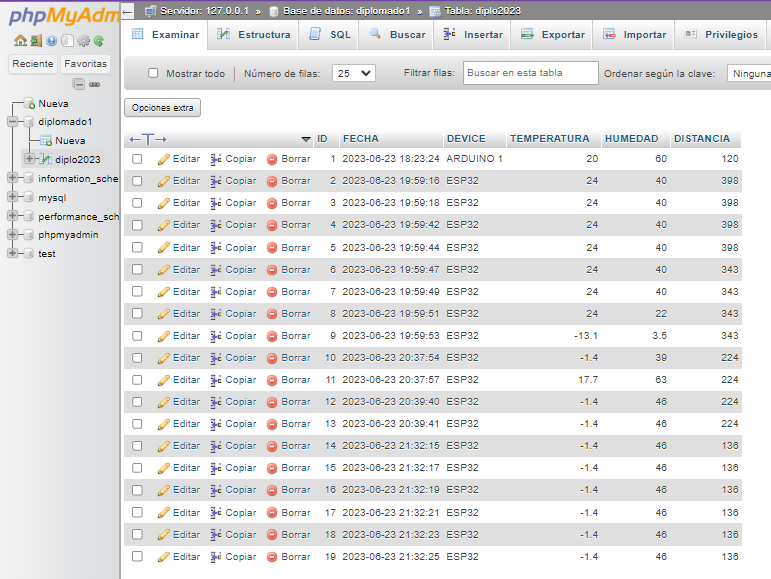 phpMyAdm
Servidor: 127.0.0.1 » Base de datos: diplomado1 » Tabla: diplo2023
Examinar Estructura SQL Buscar Insertar Exportar Importar Privilegios
Reciente Favoritas
Mostrar todo Número de filas: 25 Filtrar filas: Buscar en esta tabla Ordenar según la clave: Ninguna
Opciones extra
Nueva
diplomado1
Nueva
diplo2023
information_sche
mysql
performance_sch
phpmyadmin
test
ID FECHA DEVICE TEMPERATURA HUMEDAD DISTANCIA
Editar Copiar Borrar 1 2023-06-23 18:23:24 ARDUINO 1 20 60 120
Editar Copiar Borrar 2 2023-06-23 19:59:16 ESP32 24 40 398
Editar Copiar Borrar 3 2023-06-23 19:59:18 ESP32 24 40 398
Editar Copiar Borrar 4 2023-06-23 19:59:42 ESP32 24 40 398
Editar Copiar Borrar 5 2023-06-23 19:59:44 ESP32 24 40 398
Editar Copiar Borrar 6 2023-06-23 19:59:47 ESP32 24 40 343
Editar Copiar Borrar 7 2023-06-23 19:59:49 ESP32 24 40 343
Editar Copiar Borrar 8 2023-06-23 19:59:51 ESP32 24 22 343
Editar Copiar Borrar 9 2023-06-23 19:59:53 ESP32 -13.1 3.5 343
Editar Copiar Borrar 10 2023-06-23 20:37:54 ESP32 -1.4 39 224
Editar Copiar Borrar 11 2023-06-23 20:37:57 ESP32 17.7 63 224
Editar Copiar Borrar 12 2023-06-23 20:39:40 ESP32 -1.4 46 224
Editar Copiar Borrar 13 2023-06-23 20:39:41 ESP32 -1.4 46 224
Editar Copiar Borrar 14 2023-06-23 21:32:15 ESP32 -1.4 46 136
Editar Copiar Borrar 15 2023-06-23 21:32:17 ESP32 -1.4 46 136
Editar Copiar Borrar 16 2023-06-23 21:32:19 ESP32 -1.4 46 136
Editar Copiar Borrar 17 2023-06-23 21:32:21 ESP32 -1.4 46 136
Editar Copiar Borrar 18 2023-06-23 21:32:23 ESP32 -1.4 46 136
Editar Copiar Borrar 19 2023-06-23 21:32:25 ESP32 -1.4 46 136